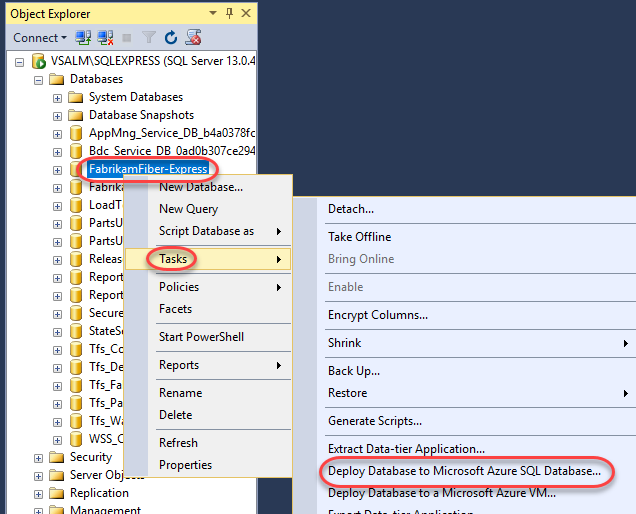 Object Explorer
Connect
VSALM\SQLEXPRESS (SQL Server 13.0.4
Databases
System Databases
Database Snapshots
AppMng_Service_DB_b4a0378fc
Bdc_Service_DB_0ad0b307ce294
FabrikamFiber-Express
Fabrika
LoadTe
PartsU
PartsU
Release
Report
Report
Secure
StateSe
Tfs_Co
Tfs_De
Tfs_Fa
Tfs_Pa
Tfs_Wa
WSS_C
Security
Server Objects
Replication
Management
New Database...
New Query
Script Database as
Tasks
Policies
Facets
Start PowerShell
Reports
Rename
Delete
Refresh
Properties
Detach...
Take Offline
Bring Online
Enable
Encrypt Columns...
Shrink
Back Up...
Restore
Generate Scripts...
Extract Data-tier Application...
Deploy Database to Microsoft Azure SQL Database...
Deploy Database to a Microsoft Azure VM...
Export Data-tier Application...